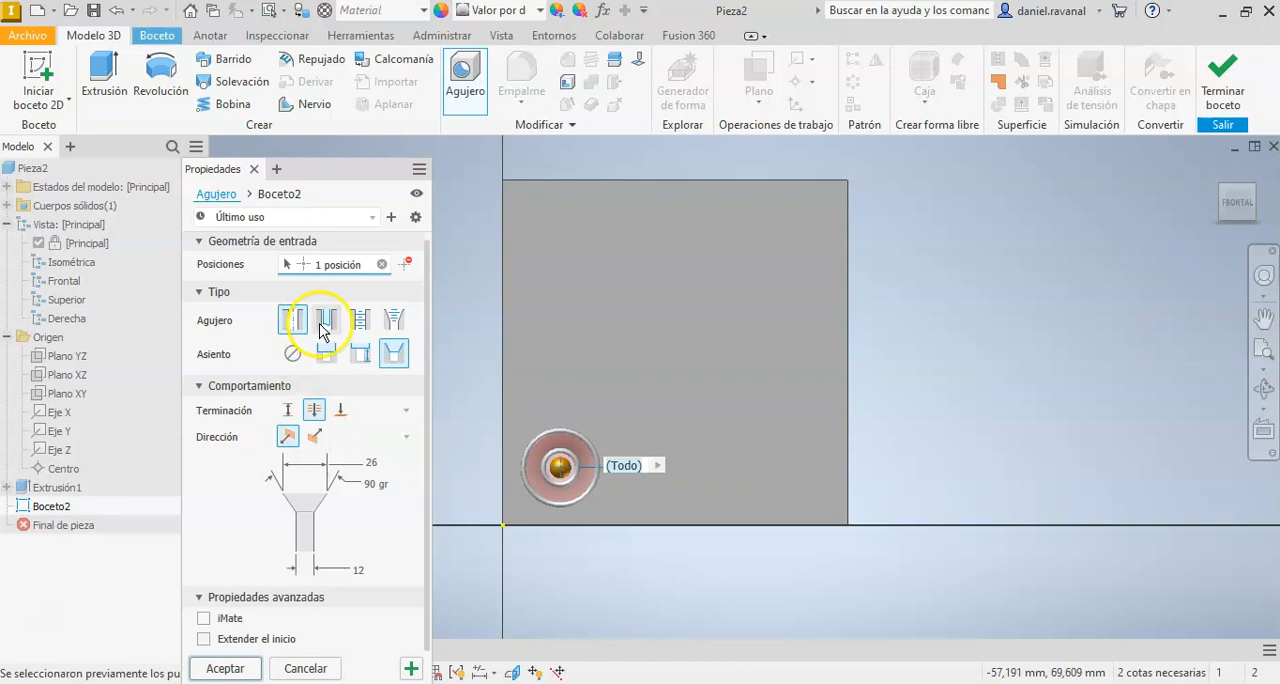 Material
Valor por d
fx
Pieza2
Buscar en la ayuda y los comanc
daniel.ravanal
Archivo
Modelo 3D
Boceto
Anotar
Inspeccionar
Herramientas
Administrar
Vista
Entornos
Colaborar
Fusion 360
Iniciar
boceto 2D
Extrusión
Revolución
Barrido
Solevación
Bobina
Repujado
Derivar
Nervio
Calcomanía
Importar
Aplanar
Agujero
Empalme
Generador
de forma
Plano
Caja
Análisis
de tensión
Convertir en
chapa
Terminar
boceto
Boceto
Crear
Modificar
Explorar
Operaciones de trabajo
Patrón
Crear forma libre
Superficie
Simulación
Convertir
Salir
Modelo
Pieza2
Estados del modelo: [Principal]
Cuerpos sólidos(1)
Vista: [Principal]
[Principal]
Isométrica
Frontal
Superior
Derecha
Origen
Plano YZ
Plano XZ
Plano XY
Eje X
Eje Y
Eje Z
Centro
Extrusión1
Boceto2
Final de pieza
Propiedades
Agujero > Boceto2
Último uso
Geometría de entrada
Posiciones
1 posición
Tipo
Agujero
Asiento
Comportamiento
Terminación
Dirección
26
90 gr
12
Propiedades avanzadas
iMate
Extender el inicio
Aceptar
Cancelar
(Todo)
FRONTAL
Se seleccionaron previamente los pu
-57,191 mm, 69,609 mm
2 cotas necesarias
1
2